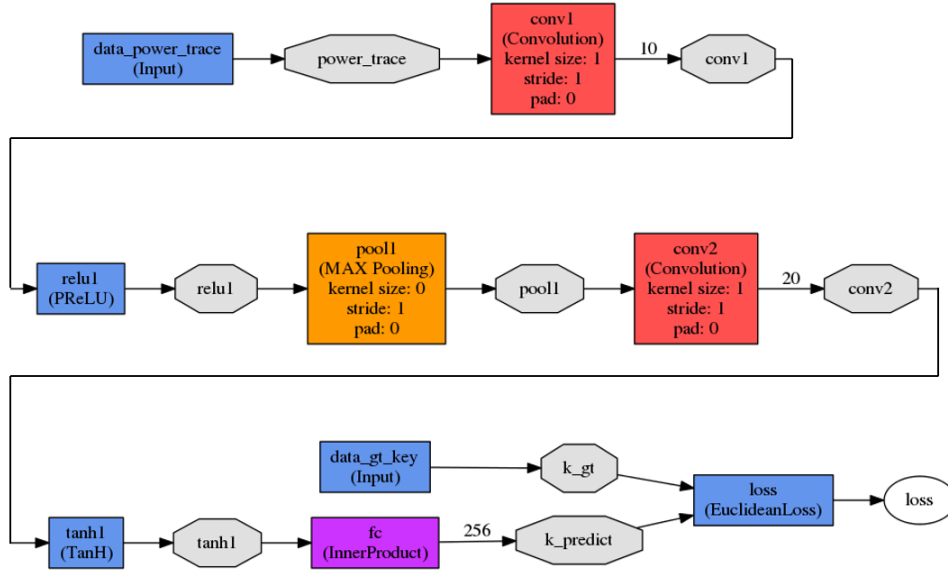 data_power_trace
(Input)
power_trace
conv1
(Convolution)
kernel size: 1
stride: 1
pad: 0
10
conv1
relu1
(PReLU)
relu1
pool1
(MAX Pooling)
kernel size: 0
stride: 1
pad: 0
pool1
conv2
(Convolution)
kernel size: 1
stride: 1
pad: 0
20
conv2
data_gt_key
(Input)
k_gt
loss
(EuclideanLoss)
loss
tanh1
(TanH)
tanh1
fc
(InnerProduct)
256
k_predict